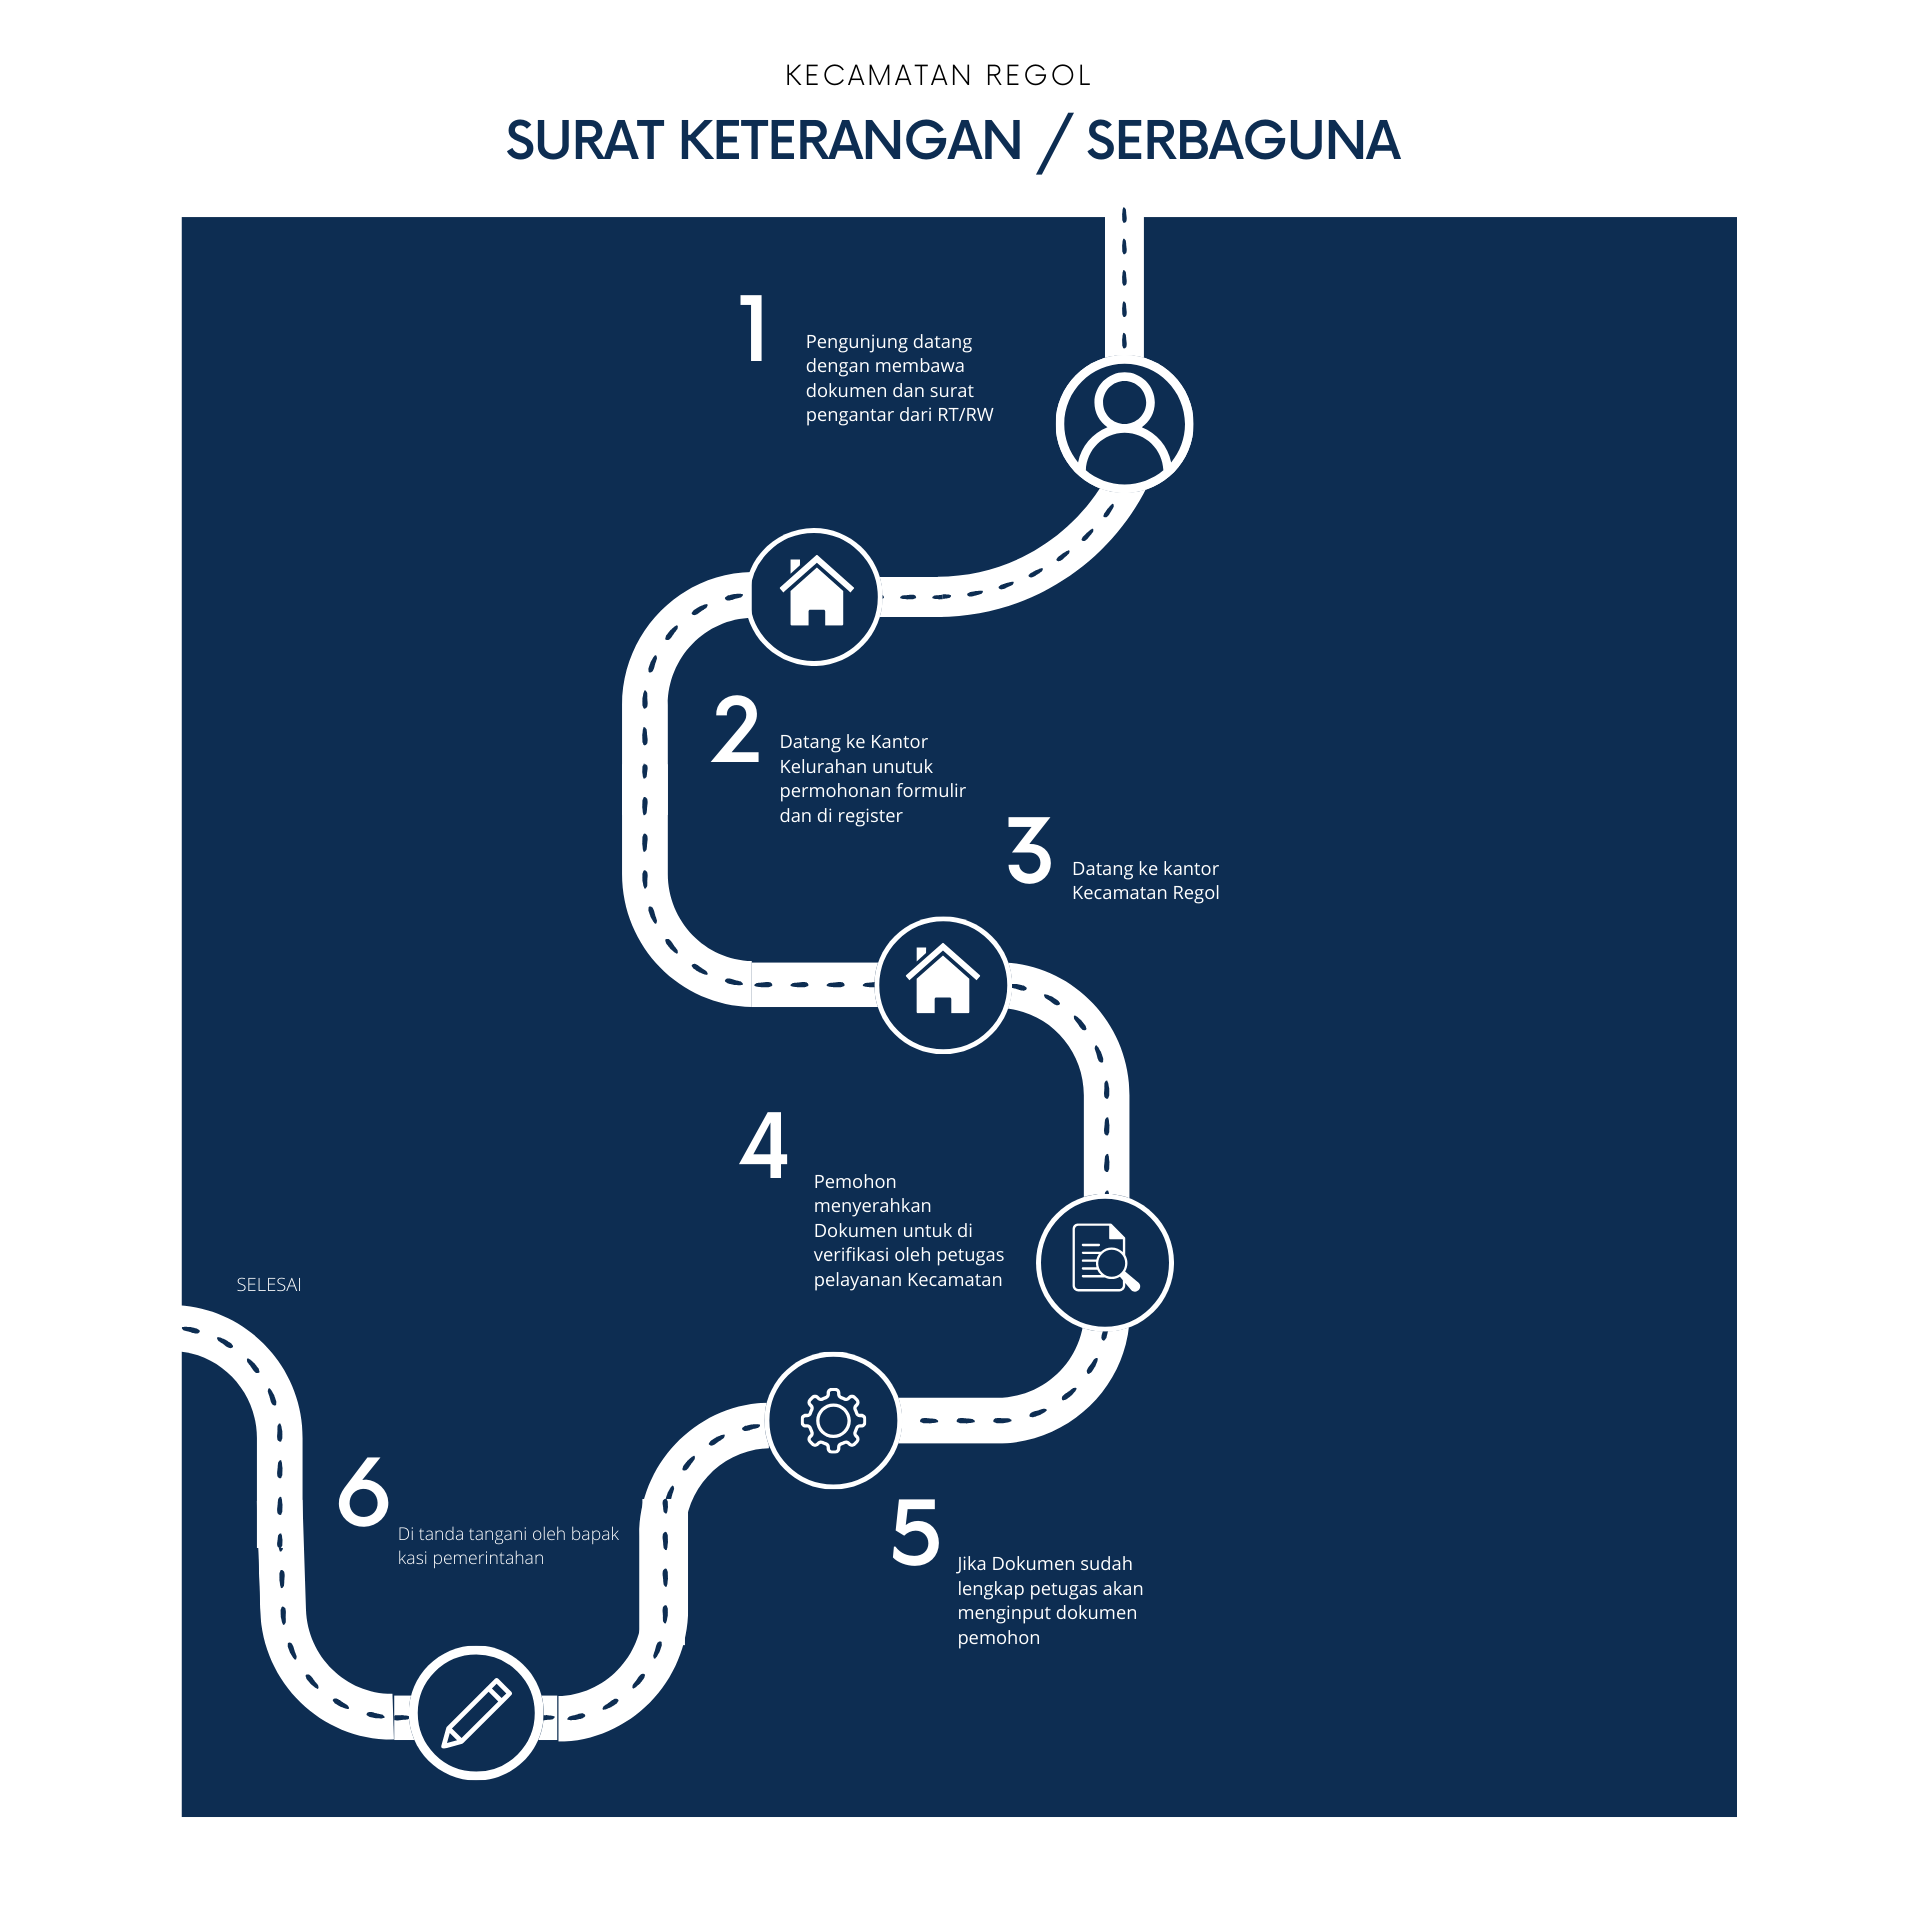 KECAMATAN REGOL
SURAT KETERANGAN / SERBAGUNA
1
Pengunjung datang
dengan membawa
dokumen dan surat
pengantar dari RT/RW
2
Datang ke Kantor
Kelurahan unutuk
permohonan formulir
dan di register
3
Datang ke kantor
Kecamatan Regol
4
Pemohon
menyerahkan
Dokumen untuk di
verifikasi oleh petugas
pelayanan Kecamatan
5
Jika Dokumen sudah
lengkap petugas akan
menginput dokumen
pemohon
6
Di tanda tangani oleh bapak
kasi pemerintahan
SELESAI